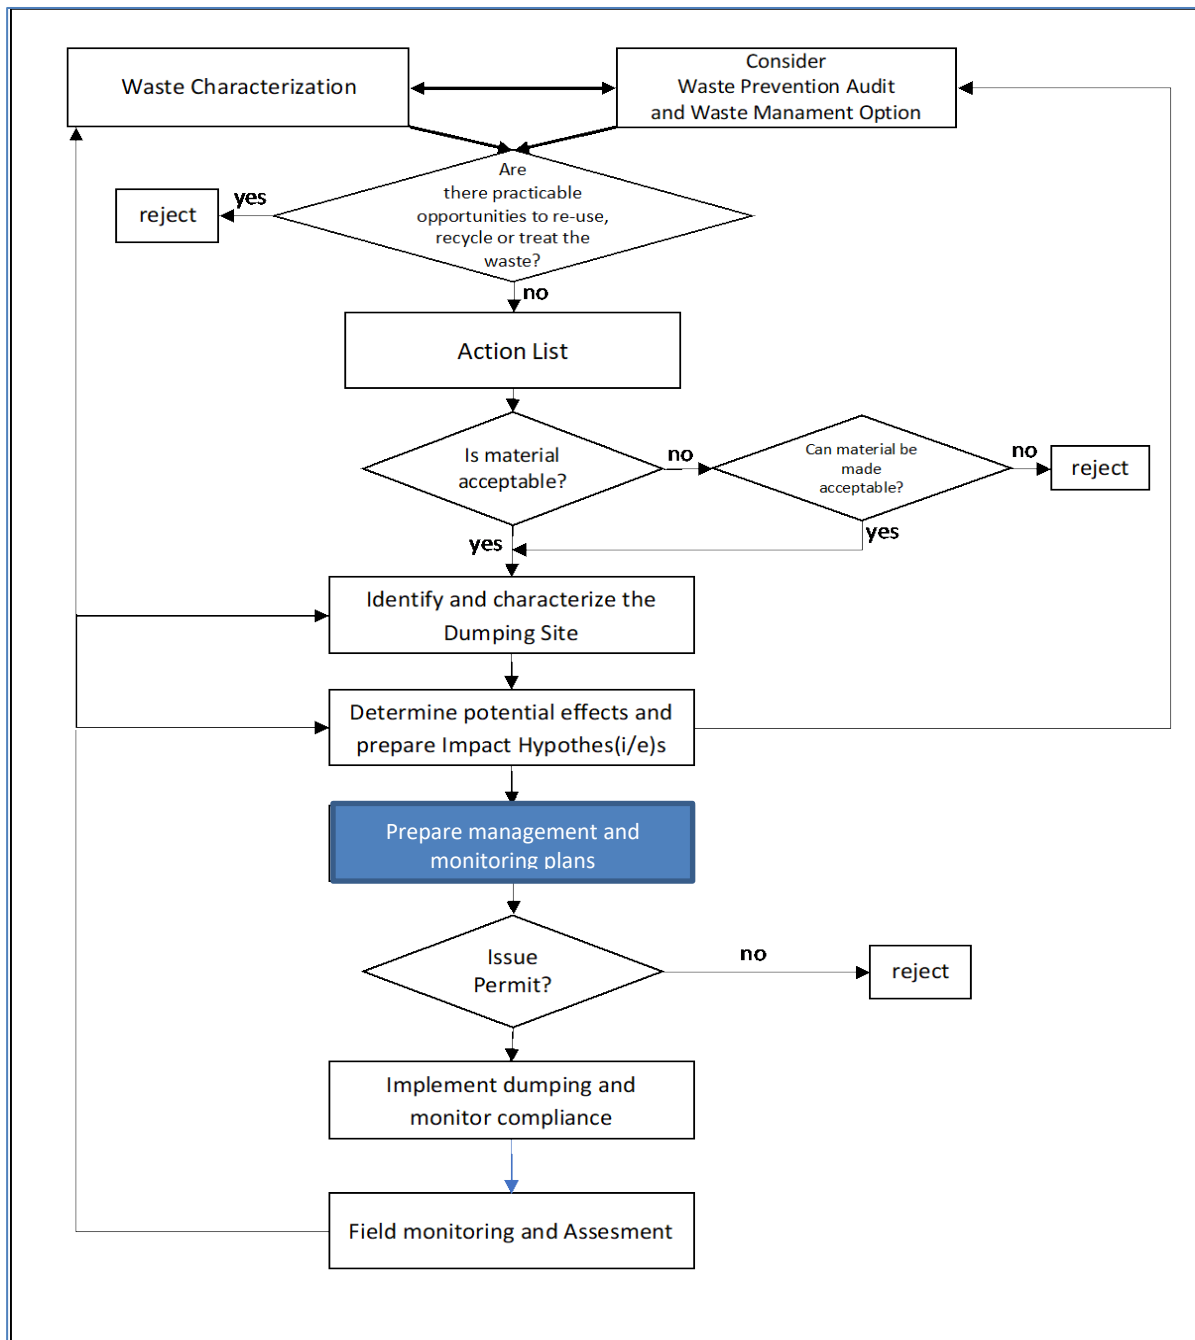 Waste Characterization
Consider
Waste Prevention Audit
and Waste Manament Option
Are
there practicable
opportunities to re-use,
recycle or treat the
waste?
yes
reject
no
Action List
Is material
acceptable?
no
Can material be
made
acceptable?
no
reject
yes
yes
Identify and characterize the
Dumping Site
Determine potential effects and
prepare Impact Hypothes(i/e)s
Prepare management and
monitoring plans
Issue
Permit?
no
reject
Implement dumping and
monitor compliance
Field monitoring and Assesment